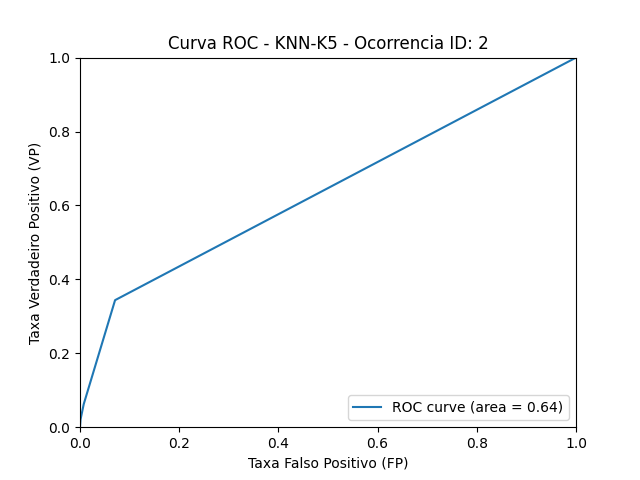 Curva ROC - KNN-K5 - Ocorrencia ID: 2
1.0
0.8
0.6
0.4
0.2
0.0
Taxa Verdadeiro Positivo (VP)
ROC curve (area = 0.64)
0.0 0.2 0.4 0.6 0.8 1.0
Taxa Falso Positivo (FP)